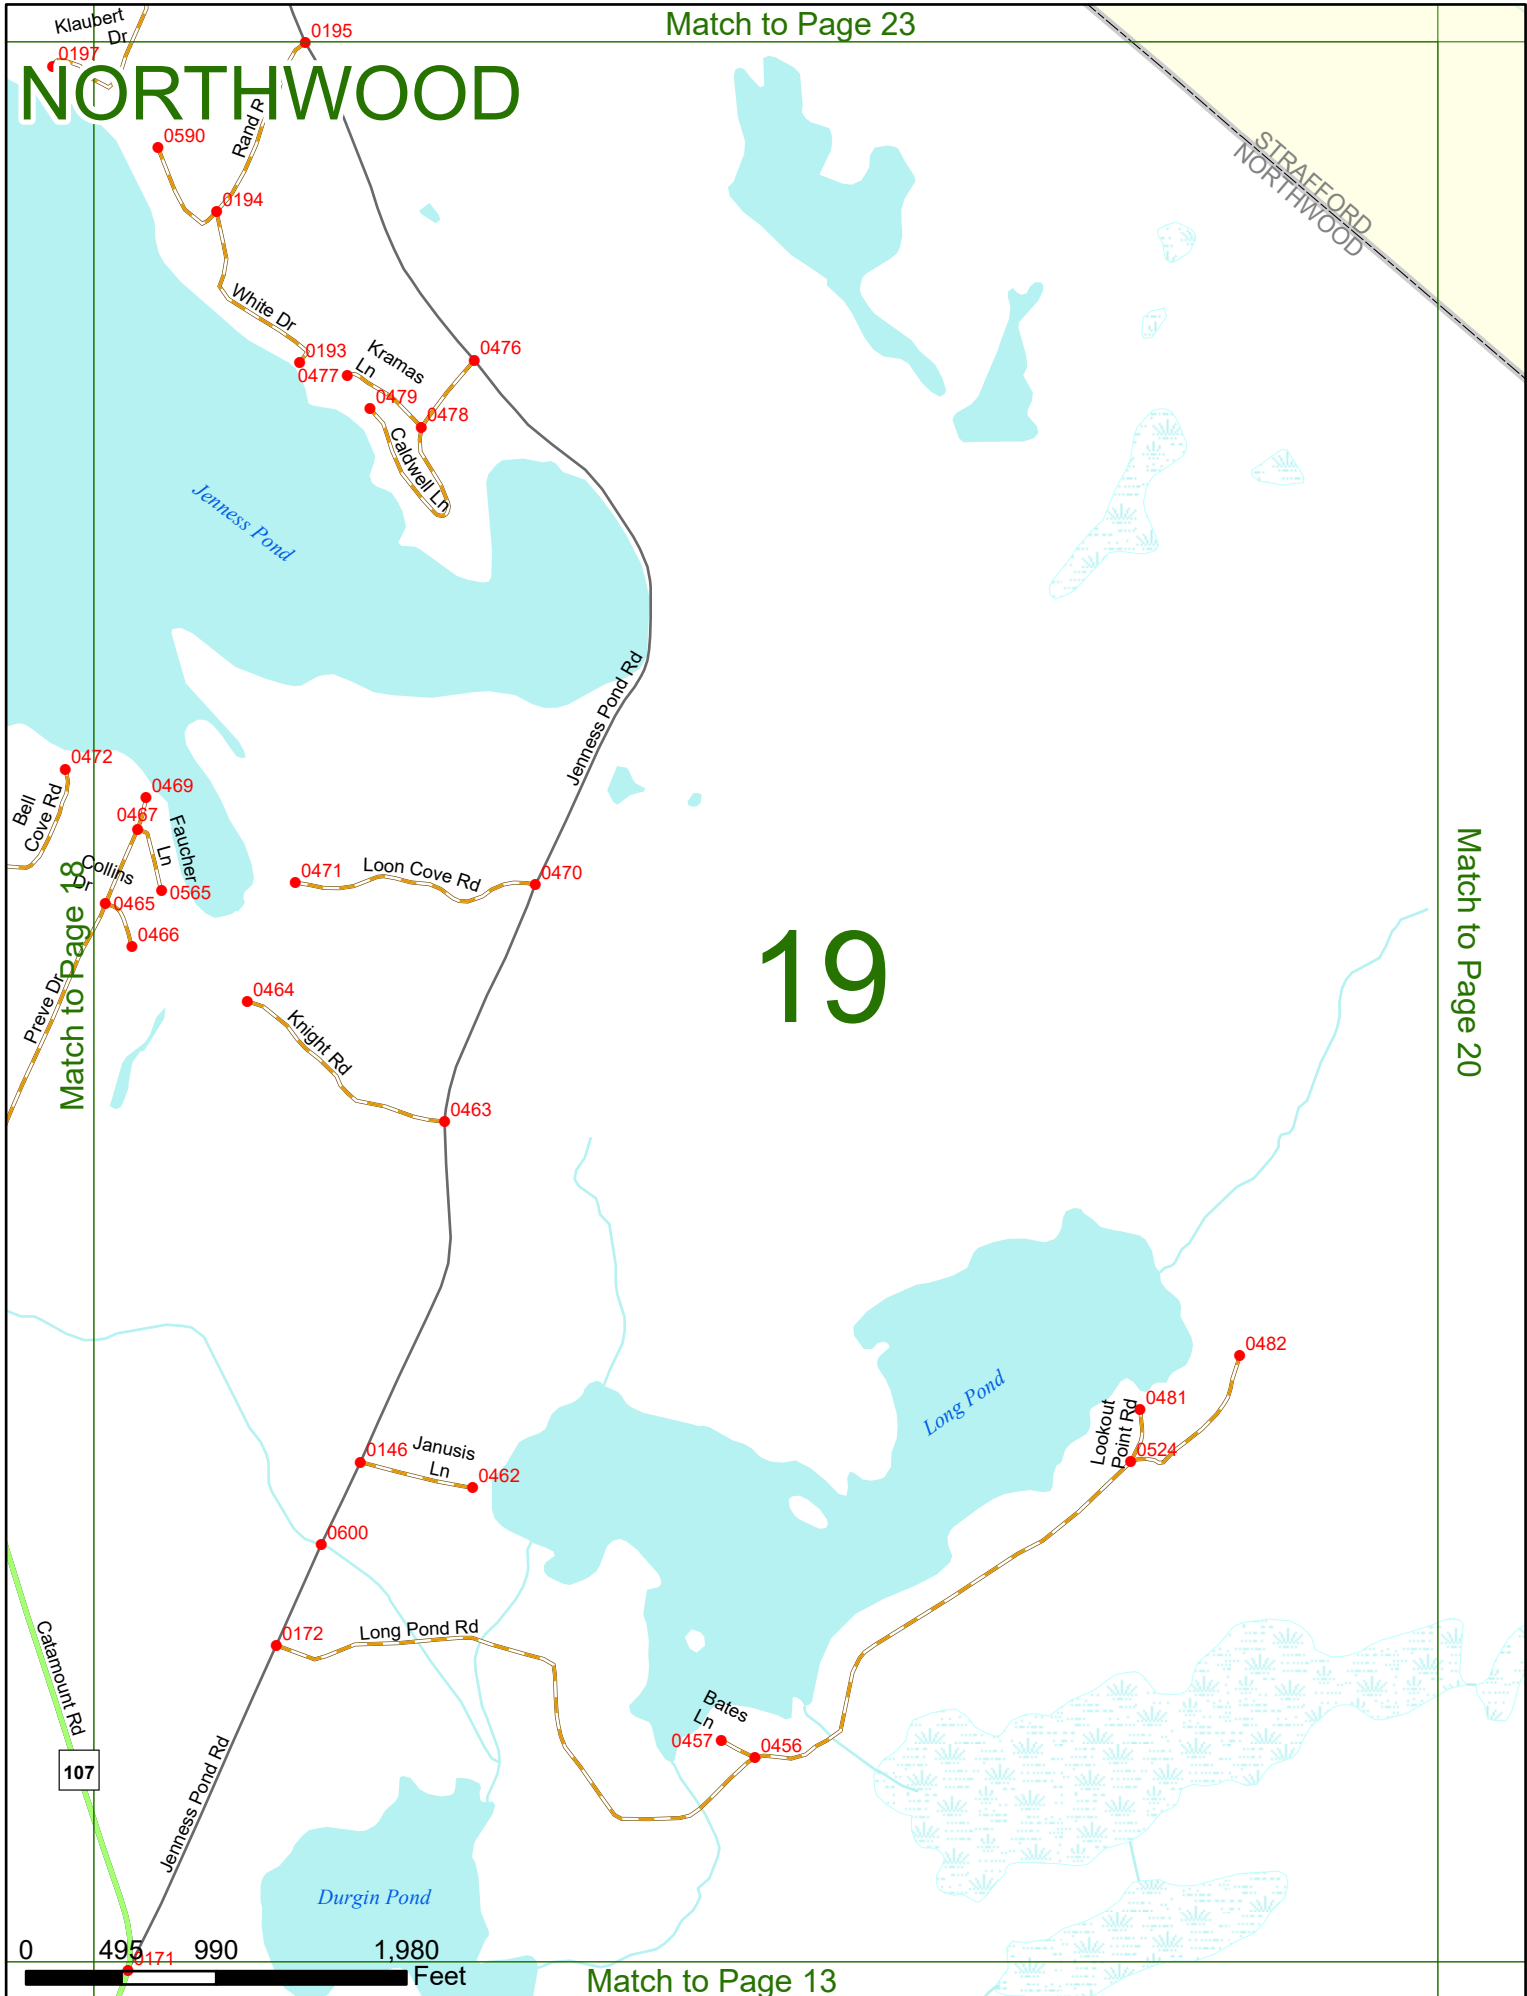 Match to Page 23
Klaubert
Dr
0195
0197
NORTHWOOD
Rand R
0590
STRAFFORD
NORTHWOOD
0194
White Dr
0193
Kramas
Ln
0476
0477
0479
0478
Caldwell Ln
Jenness Pond
Jenness Pond Rd
0472
0469
Bell
Cove Rd
0467
Faucher
Ln
Collins
Dr
0471
Loon Cove Rd
0470
0565
0465
0466
Match to Page 18
Match to Page 20
19
Preve Dr
0464
Knight Rd
0463
0482
Long Pond
0481
Lookout
Point Rd
0524
0146
Janusis
Ln
0462
0600
0172
Long Pond Rd
Catamount Rd
107
Jenness Pond Rd
Bates
Ln
0457
0456
Durgin Pond
0 495 990 1,980
0171
Feet
Match to Page 13